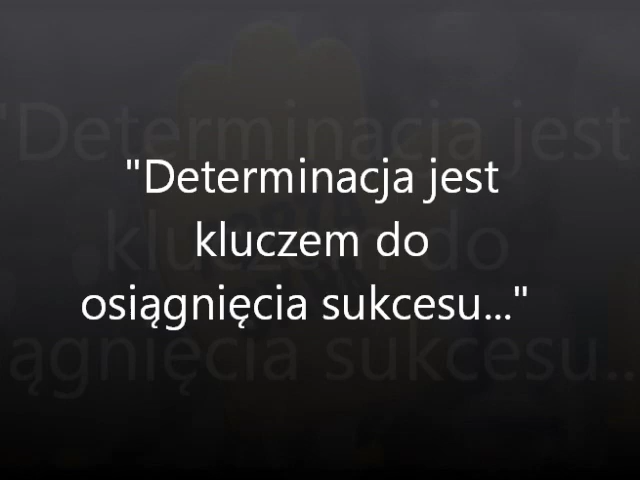 "Determinacja jest
kluczem do
osiągnięcia sukcesu..."